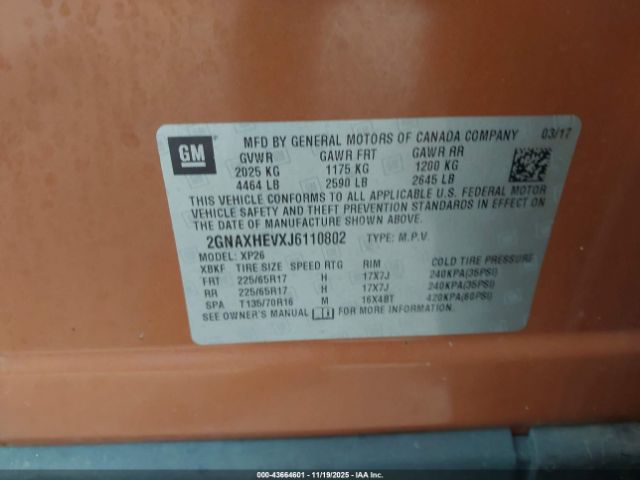 GM
MFD BY GENERAL MOTORS OF CANADA COMPANY 03/17
GVWR GAWR FRT GAWR RR
2025 KG 1175 KG 1200 KG
4464 LB 2590 LB 2645 LB
THIS VEHICLE CONFORMS TO ALL APPLICABLE U.S. FEDERAL MOTOR
VEHICLE SAFETY AND THEFT PREVENTION STANDARDS IN EFFECT ON
THE DATE OF MANUFACTURE SHOWN ABOVE.
2GNAXHEVXJ6110802 TYPE: M.P.V.
MODEL: XP26
XBKF TIRE SIZE SPEED RTG RIM COLD TIRE PRESSURE
FRT 225/65R17 H 17X7J 240KPA(35PSI)
RR 225/65R17 H 17X7J 240KPA(35PSI)
SPA T135/70R16 M 16X4BT 420KPA(60PSI)
SEE OWNER'S MANUAL FOR MORE INFORMATION.
000-43664601 - 11/19/2025 - IAA Inc.